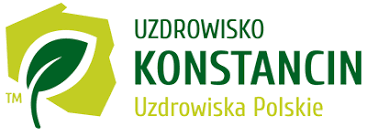 UZDROWISKO
KONSTANCIN
Uzdrowiska Polskie
TM